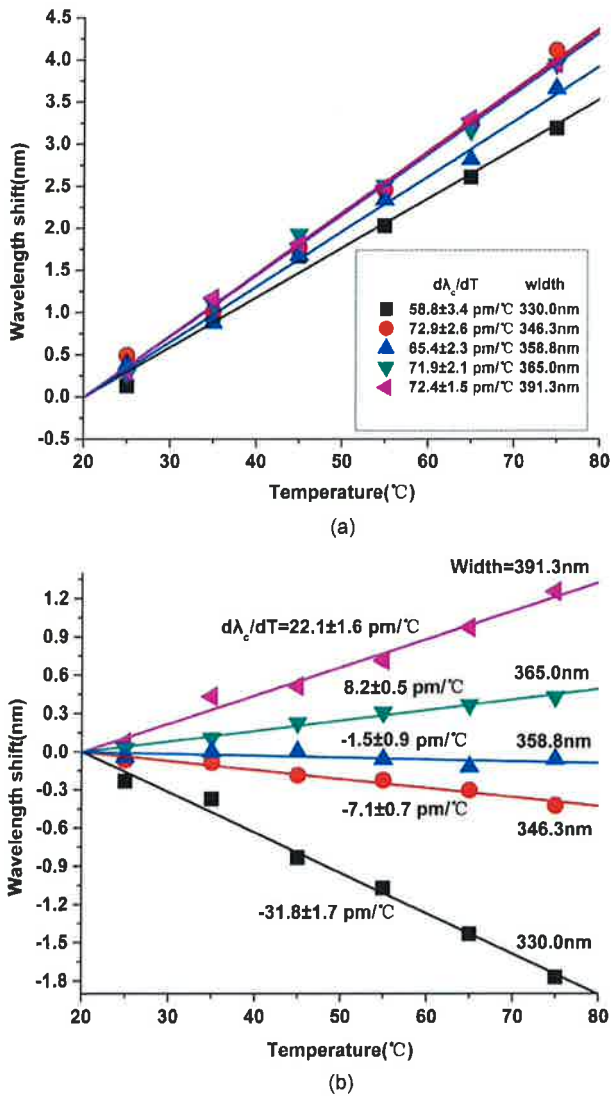 4.5
4.0
3.5
3.0
2.5
2.0
1.5
1.0
0.5
0.0
-0.5
Wavelength shift(nm)
dλc/dT width
58.8±3.4 pm/℃ 330.0nm
72.9±2.6 pm/℃ 346.3nm
65.4±2.3 pm/℃ 358.8nm
71.9±2.1 pm/℃ 365.0nm
72.4±1.5 pm/℃ 391.3nm
20 30 40 50 60 70 80
Temperature(℃)
(a)
Width=391.3nm
1.2
0.9
0.6
0.3
0.0
-0.3
-0.6
-0.9
-1.2
-1.5
-1.8
Wavelength shift(nm)
dλc/dT=22.1±1.6 pm/℃
8.2±0.5 pm/℃
365.0nm
-1.5±0.9 pm/℃
358.8nm
-7.1±0.7 pm/℃
346.3nm
-31.8±1.7 pm/℃
330.0nm
20 30 40 50 60 70 80
Temperature(℃)
(b)